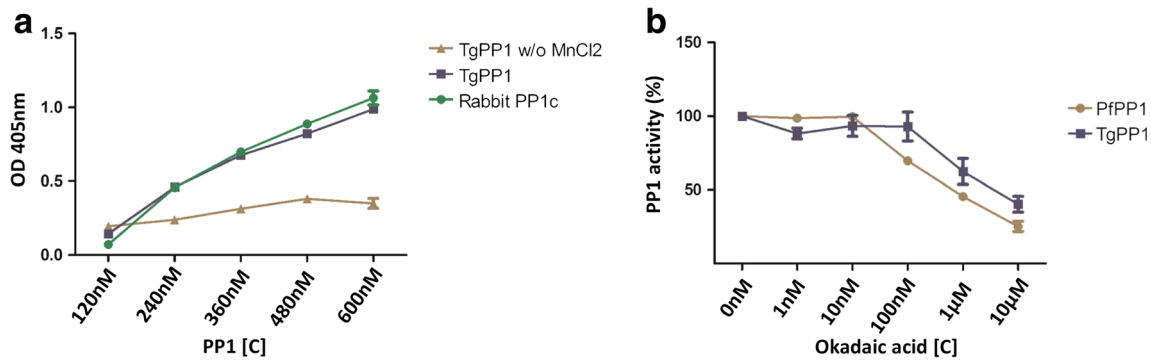 a
1.5
1.0
0.5
0.0
OD 405nm
120nM
240nM
360nM
480nM
600nM
PP1 [C]
TgPP1 w/o MnCl2
TgPP1
Rabbit PP1c
b
150
100
50
PP1 activity (%)
0nM
1nM
10nM
100nM
1µM
10µM
Okadaic acid [C]
PfPP1
TgPP1